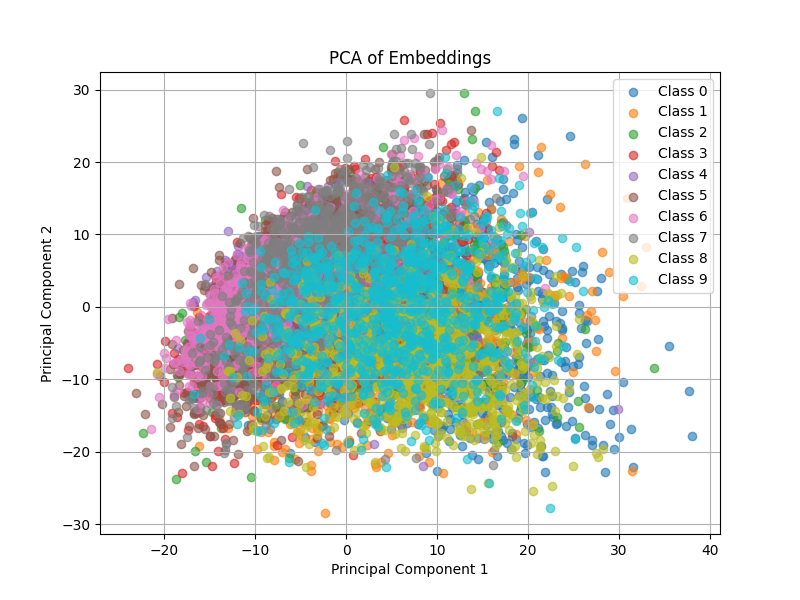 PCA of Embeddings
Class 0
Class 1
Class 2
Class 3
Class 4
Class 5
Class 6
Class 7
Class 8
Class 9
30
20
10
0
−10
−20
−30
Principal Component 2
−20 −10 0 10 20 30 40
Principal Component 1